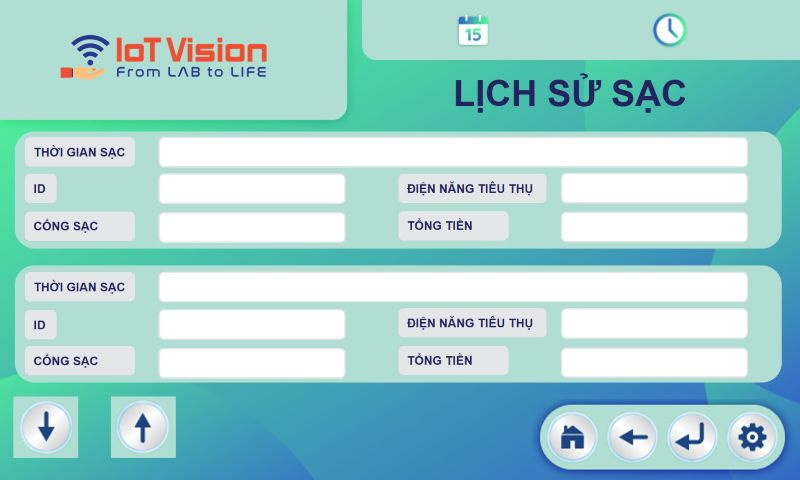 IoT Vision
From LAB to LIFE
15
LỊCH SỬ SẠC
THỜI GIAN SẠC
ID
ĐIỆN NĂNG TIÊU THỤ
CỔNG SẠC
TỔNG TIỀN
THỜI GIAN SẠC
ID
ĐIỆN NĂNG TIÊU THỤ
CỔNG SẠC
TỔNG TIỀN